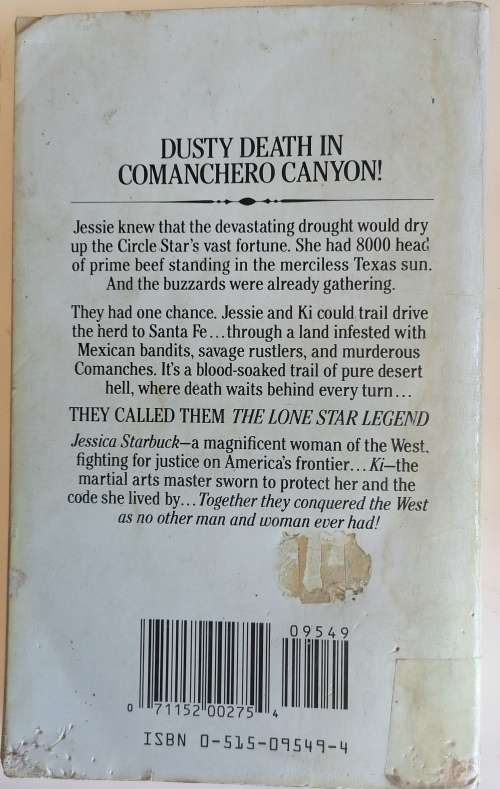 DUSTY DEATH IN
COMANCHERO CANYON!
Jessie knew that the devastating drought would dry
up the Circle Star's vast fortune. She had 8000 head
of prime beef standing in the merciless Texas sun.
And the buzzards were already gathering.
They had one chance. Jessie and Ki could trail drive
the herd to Santa Fe...through a land infested with
Mexican bandits, savage rustlers, and murderous
Comanches. It's a blood-soaked trail of pure desert
hell, where death waits behind every turn...
THEY CALLED THEM THE LONE STAR LEGEND
Jessica Starbuck—a magnificent woman of the West,
fighting for justice on America's frontier...Ki—the
martial arts master sworn to protect her and the
code she lived by...Together they conquered the West
as no other man and woman ever had!
09549
0 71152 00275 4
ISBN 0-515-09549-4